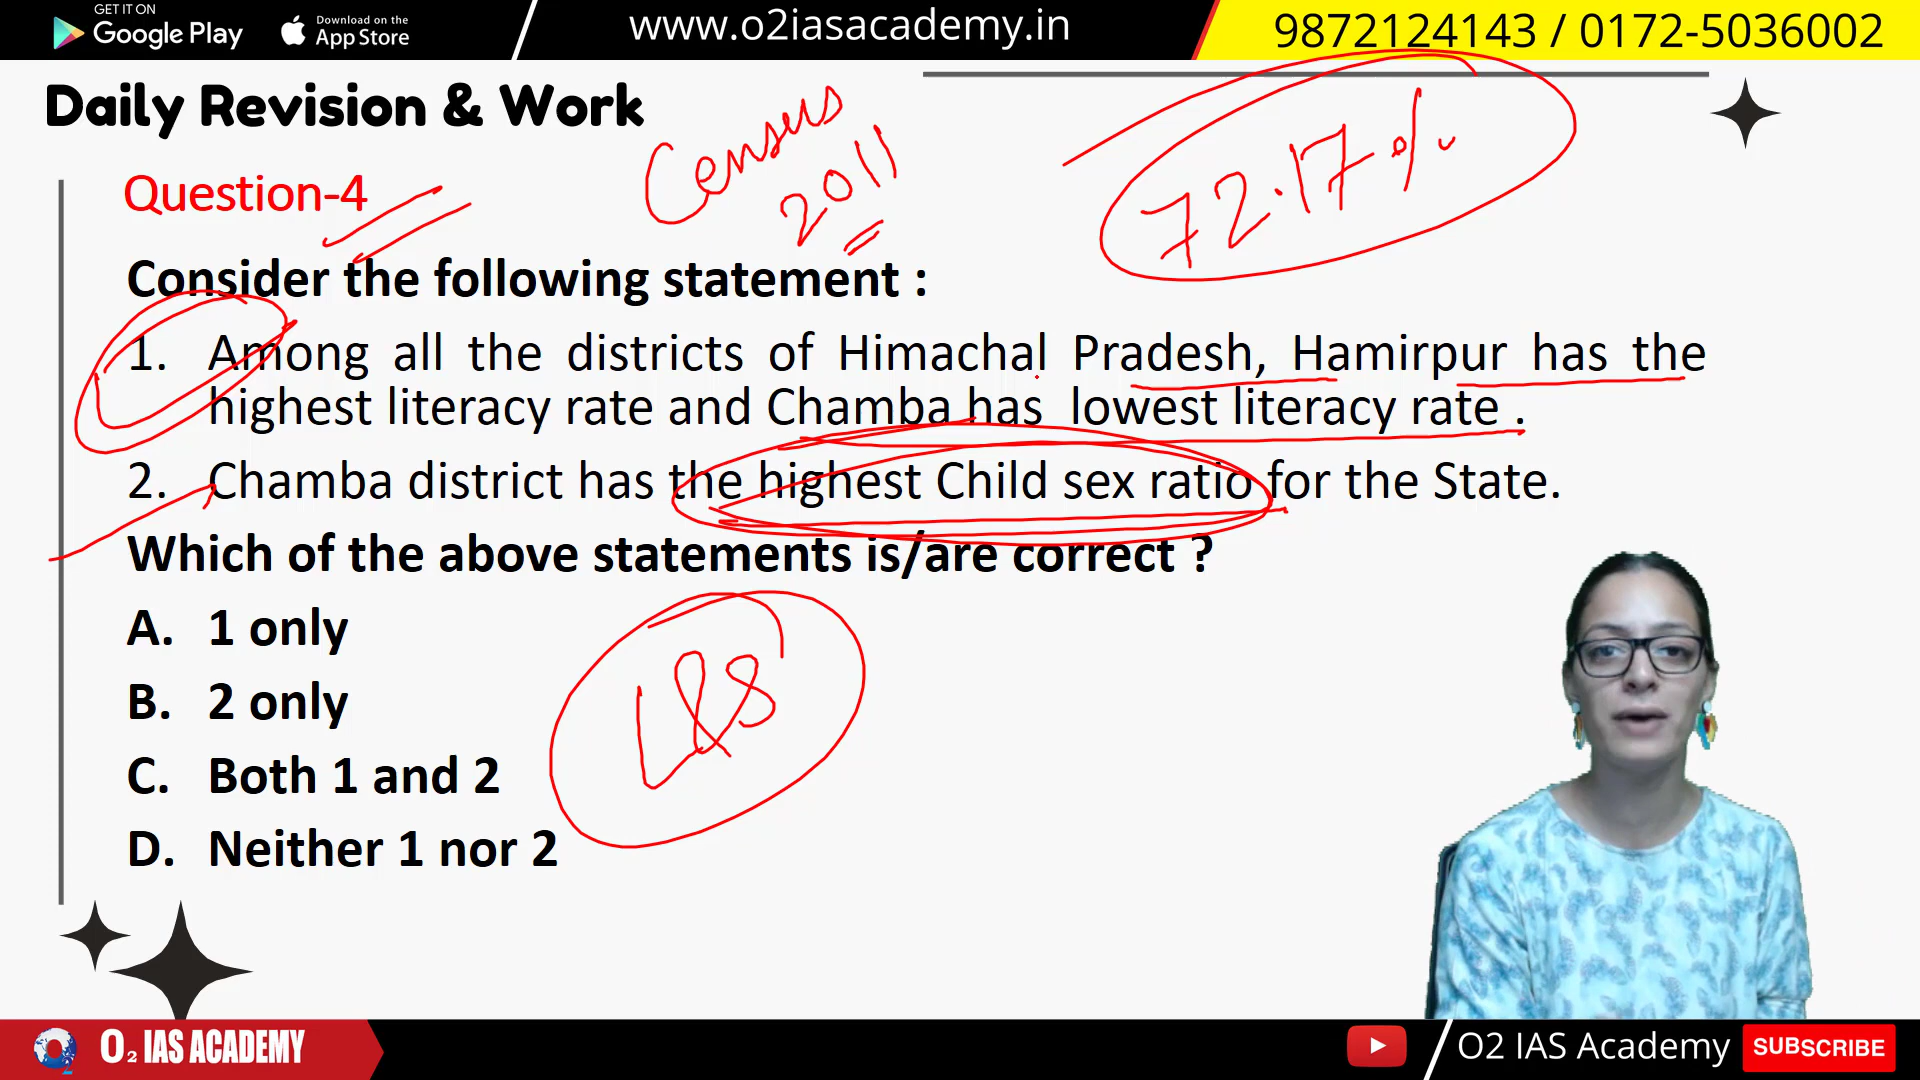 GET IT ON
Google Play
Download on the
App Store
www.o2iasacademy.in
9872124143 / 0172-5036002
Daily Revision & Work
Census
2011
72.17%
Question-4
Consider the following statement :
1. Among all the districts of Himachal Pradesh, Hamirpur has the
highest literacy rate and Chamba has lowest literacy rate .
2. Chamba district has the highest Child sex ratio for the State.
Which of the above statements is/are correct ?
A. 1 only
B. 2 only
C. Both 1 and 2
D. Neither 1 nor 2
L&S
O2 IAS ACADEMY
O2 IAS Academy
SUBSCRIBE